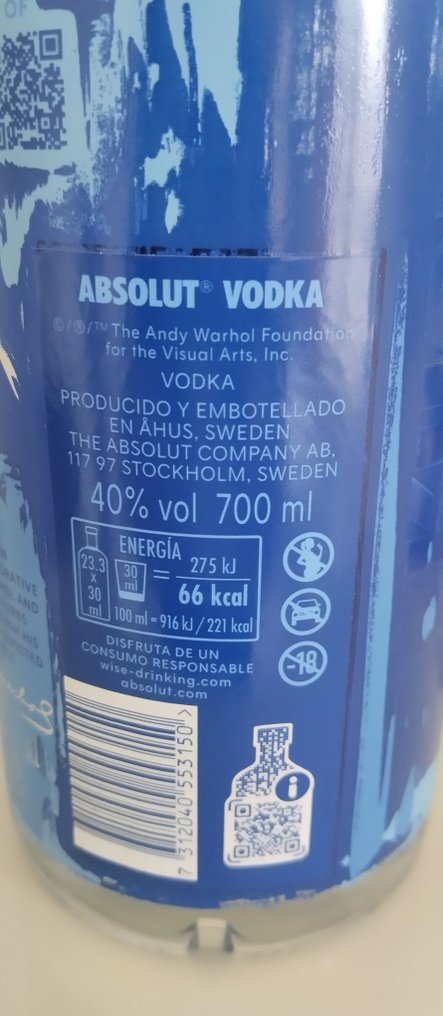 OF
ABSOLUT® VODKA
©/®/™ The Andy Warhol Foundation
for the Visual Arts, Inc.
VODKA
PRODUCIDO Y EMBOTELLADO
EN ÅHUS, SWEDEN
THE ABSOLUT COMPANY AB,
117 97 STOCKHOLM, SWEDEN
40% vol 700 ml
ENERGÍA
23.3 x 30 ml
30 ml = 275 kJ
66 kcal
100 ml = 916 kJ / 221 kcal
-18
DISFRUTA DE UN
CONSUMO RESPONSABLE
wise-drinking.com
absolut.com
i
7 312040 553150 >